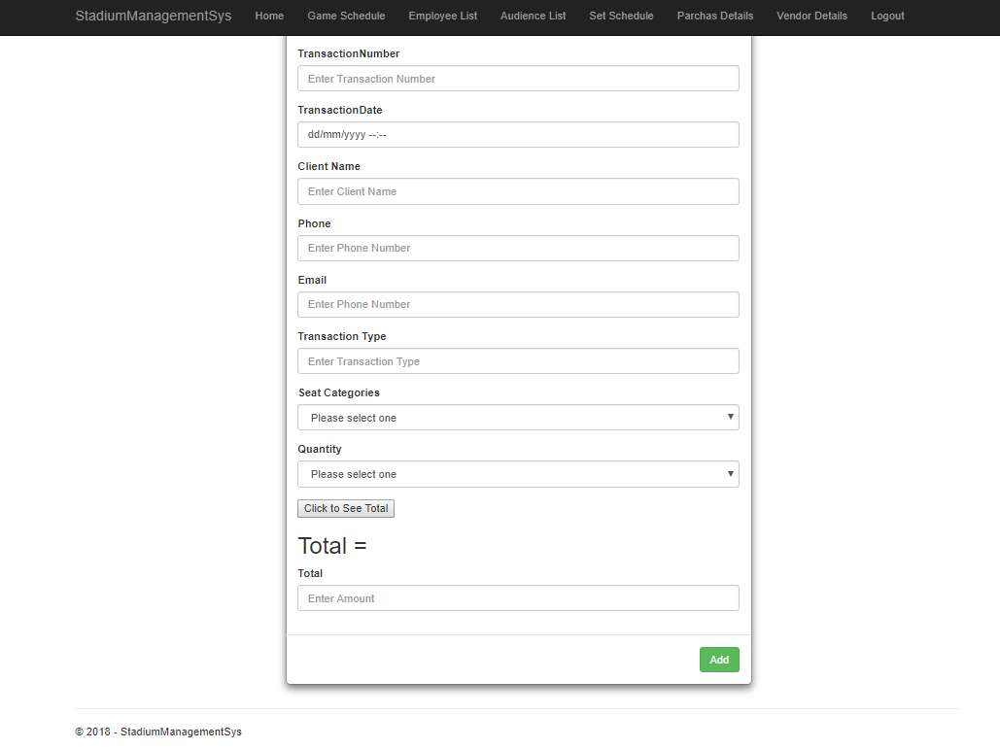 StadiumManagementSys Home Game Schedule Employee List Audience List Set Schedule Parchas Details Vendor Details Logout
TransactionNumber
Enter Transaction Number
TransactionDate
dd/mm/yyyy --:--
Client Name
Enter Client Name
Phone
Enter Phone Number
Email
Enter Phone Number
Transaction Type
Enter Transaction Type
Seat Categories
Please select one
Quantity
Please select one
Click to See Total
Total =
Total
Enter Amount
Add
© 2018 - StadiumManagementSys